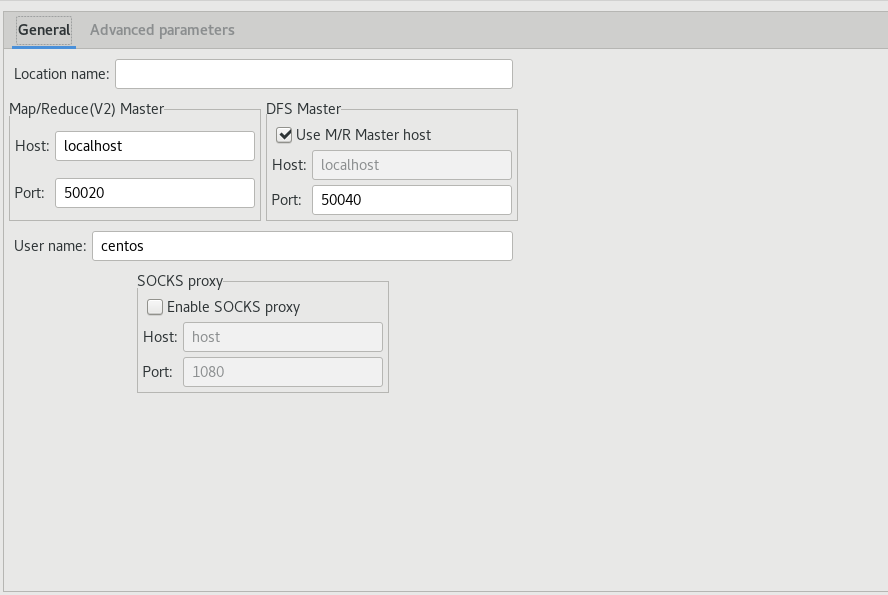 General Advanced parameters
Location name:
Map/Reduce(V2) Master DFS Master
Use M/R Master host
Host: localhost
Host: localhost
Port: 50020
Port: 50040
User name: centos
SOCKS proxy
Enable SOCKS proxy
Host: host
Port: 1080